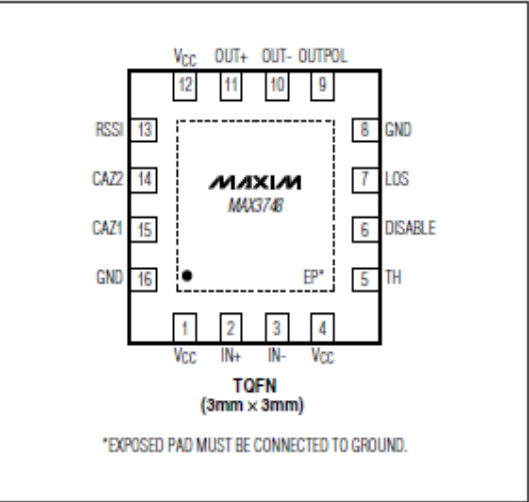 VCC OUT+ OUT- OUTPOL
12 11 10 9
RSSI 13 8 GND
CAZ2 14 MAXIM 7 LOS
MAX3748
CAZ1 15 6 DISABLE
GND 16 EP* 5 TH
1 2 3 4
VCC IN+ IN- VCC
TQFN
(3mm × 3mm)
*EXPOSED PAD MUST BE CONNECTED TO GROUND.